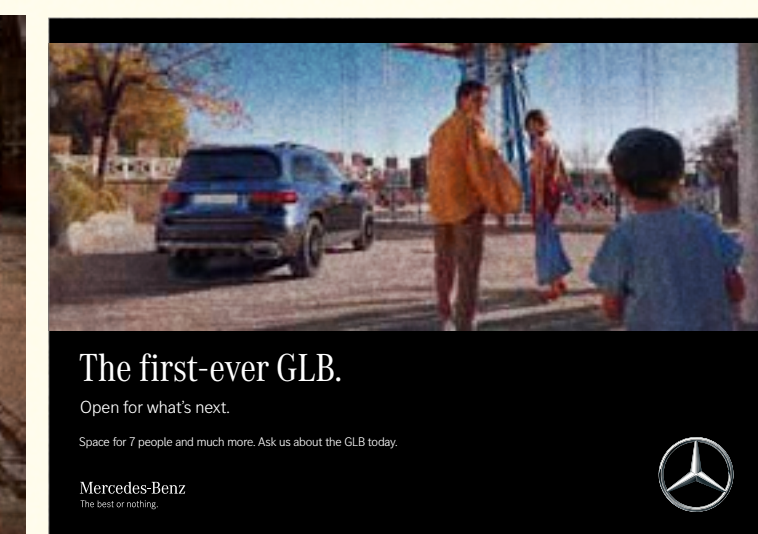 The first-ever GLB.
Open for what's next.
Space for 7 people and much more. Ask us about the GLB today.
Mercedes-Benz
The best or nothing.